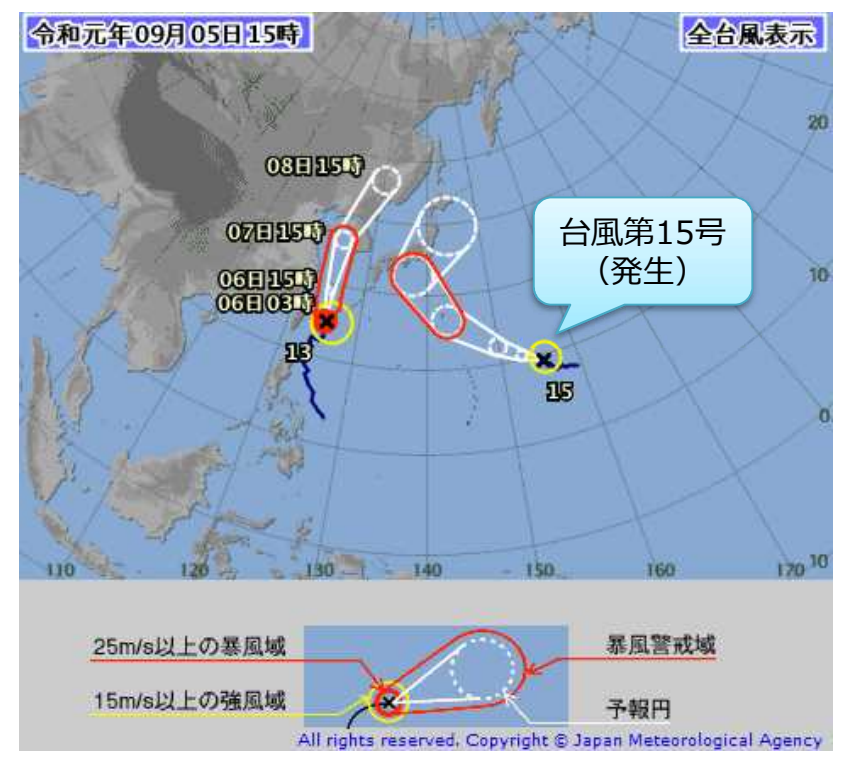 令和元年09月05日15時
全台風表示
20
08日15時
台風第15号
（発生）
07日15時
06日15時
10
06日03時
13
15
0
110
120
130
140
150
160
170
10
25m/s以上の暴風域
暴風警戒域
15m/s以上の強風域
予報円
All rights reserved. Copyright © Japan Meteorological Agency